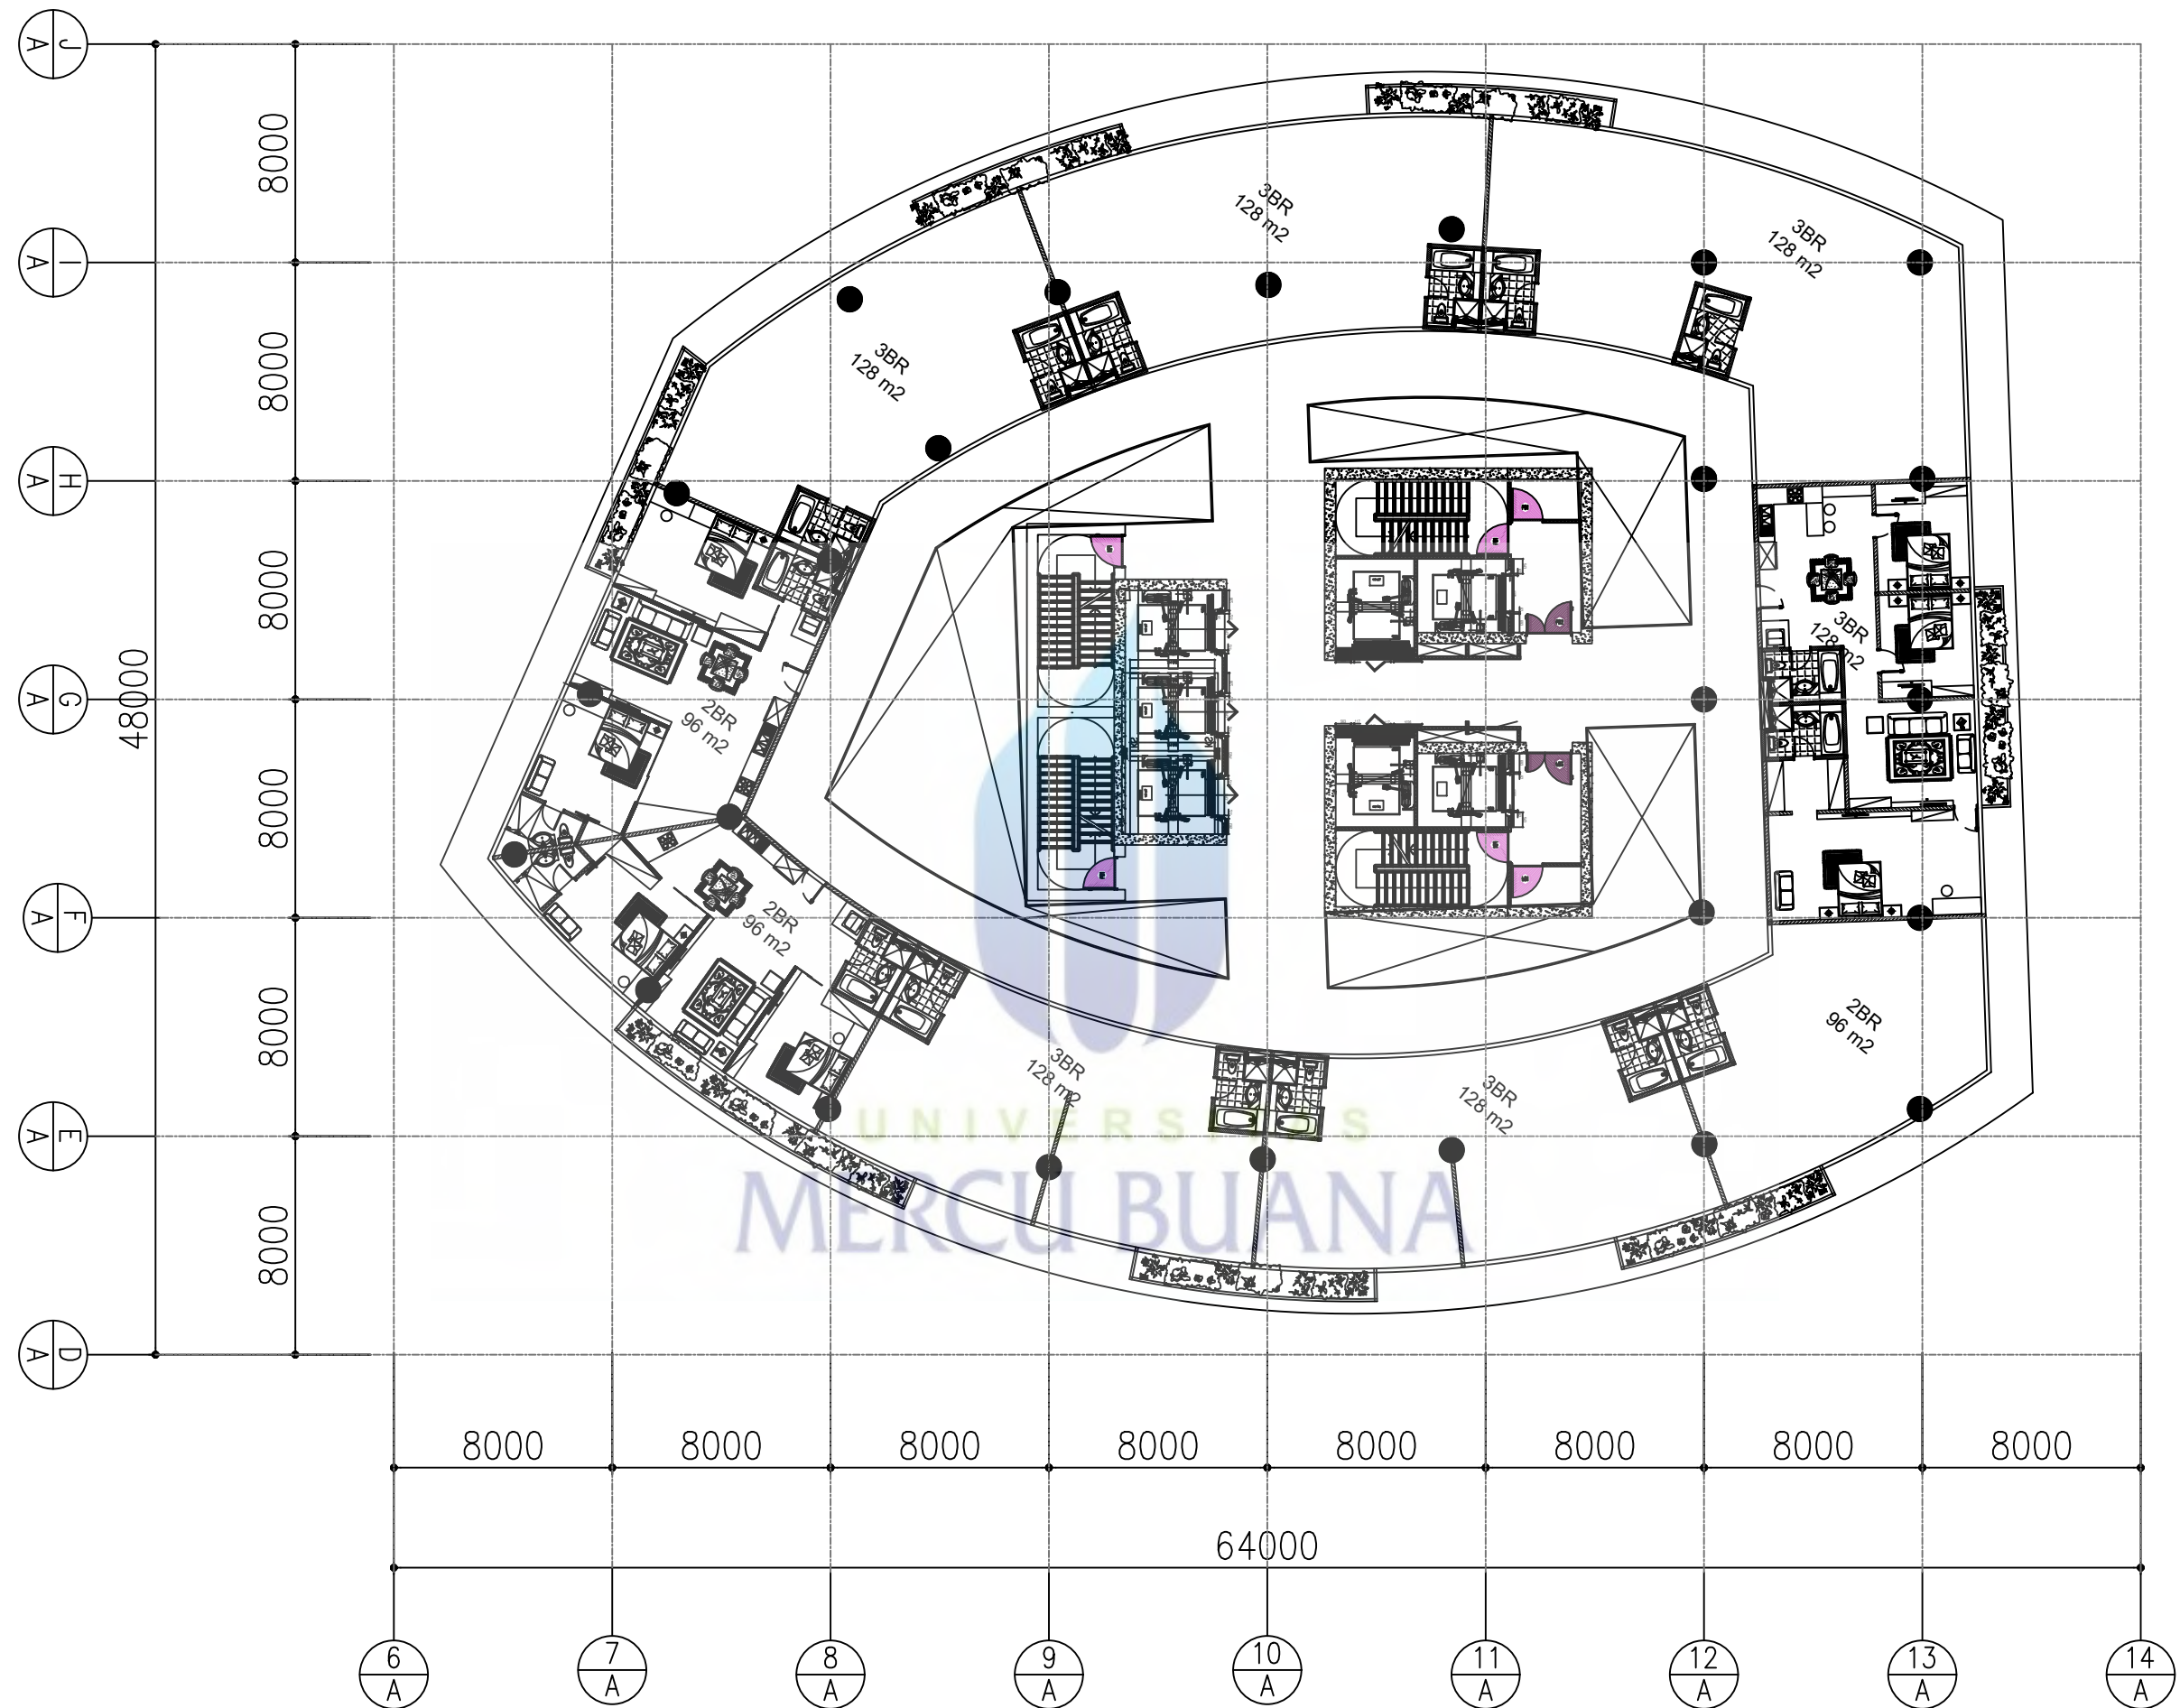 J
A
8000
I
A
8000
H
A
8000
G
A
48000
8000
F
A
8000
E
A
8000
D
A
3BR
128 m2
3BR
128 m2
3BR
128 m2
3BR
128 m2
2BR
96 m2
2BR
96 m2
2BR
96 m2
3BR
128 m2
3BR
128 m2
UNIVERSITAS
MERCU BUANA
8000 8000 8000 8000 8000 8000 8000 8000
64000
6 7 8 9 10 11 12 13 14
A A A A A A A A A